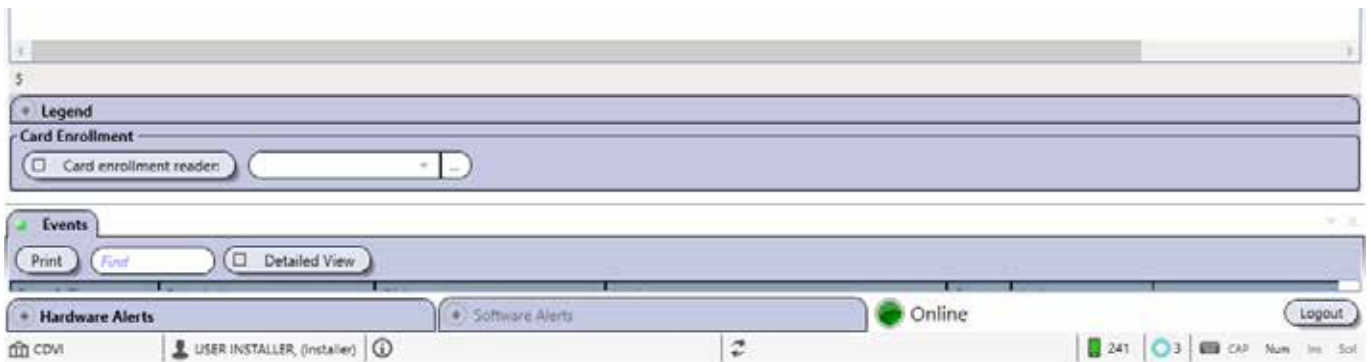 $
Legend
Card Enrollment
Card enrollment reader: ...
Events
Print Find Detailed View
Hardware Alerts Software Alerts Online Logout
CDVI USER INSTALLER, (Installer) 241 3 CAP Num Ins Scrl